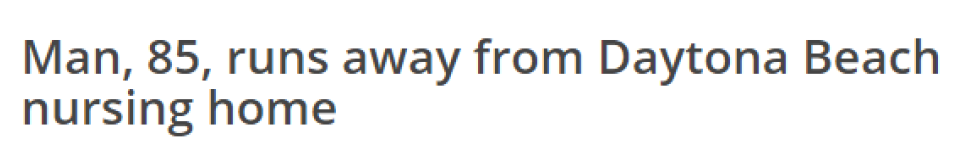 Man, 85, runs away from Daytona Beach
nursing home